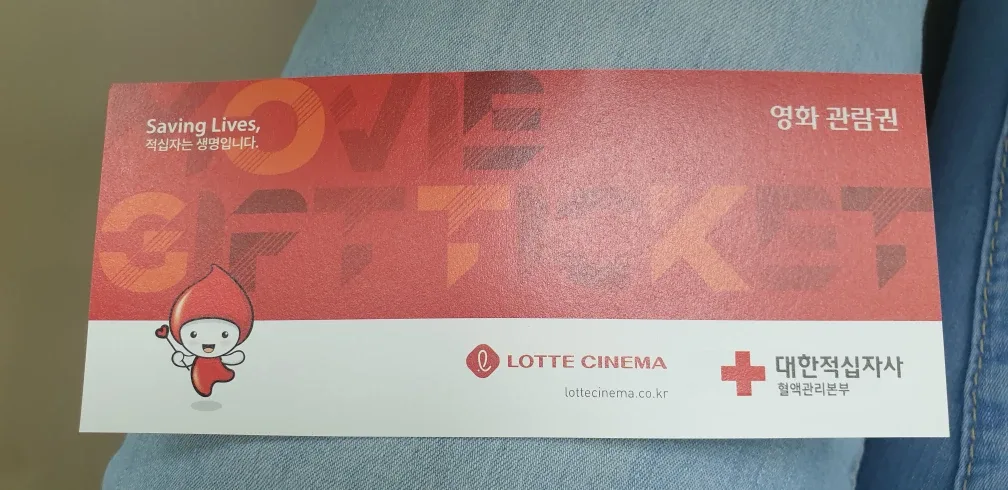 MOVIE
GIFT TICKET
Saving Lives,
적십자는 생명입니다.
영화 관람권
LOTTE CINEMA
lottecinema.co.kr
대한적십자사
혈액관리본부